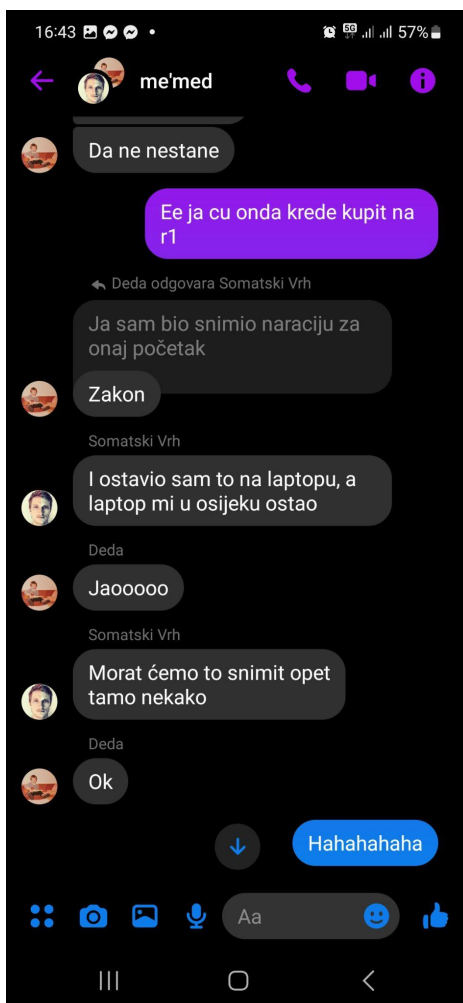 16:43
5G
57%
me'med
Da ne nestane
Ee ja cu onda krede kupit na
r1
Deda odgovara Somatski Vrh
Ja sam bio snimio naraciju za
onaj početak
Zakon
Somatski Vrh
I ostavio sam to na laptopu, a
laptop mi u osijeku ostao
Deda
Jaooooo
Somatski Vrh
Morat ćemo to snimit opet
tamo nekako
Deda
Ok
Hahahahaha
Aa